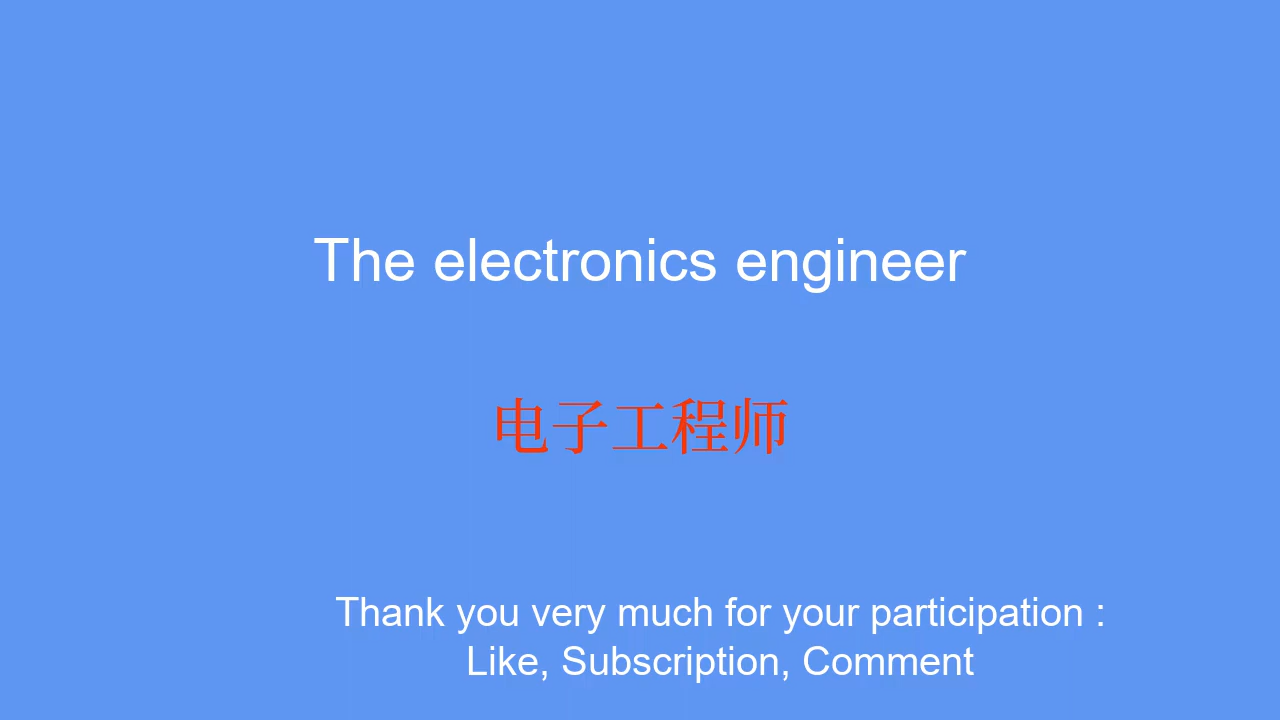 The electronics engineer
电子工程师
Thank you very much for your participation :
Like, Subscription, Comment